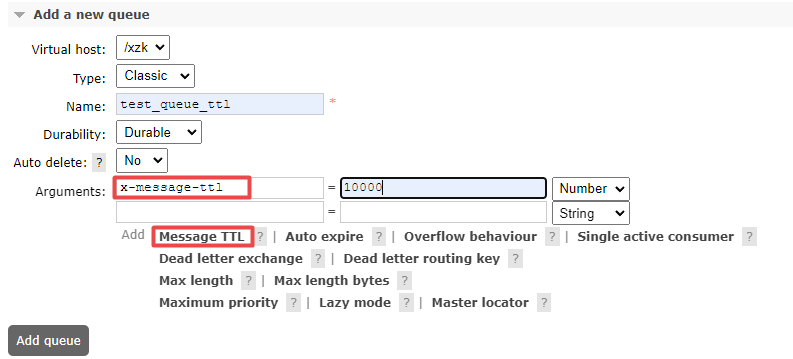 Add a new queue
Virtual host: /xzk
Type: Classic
Name: test_queue_ttl *
Durability: Durable
Auto delete: ? No
Arguments: x-message-ttl = 10000 Number
= String
Add Message TTL ? | Auto expire ? | Overflow behaviour ? | Single active consumer ?
Dead letter exchange ? | Dead letter routing key ?
Max length ? | Max length bytes ?
Maximum priority ? | Lazy mode ? | Master locator ?
Add queue